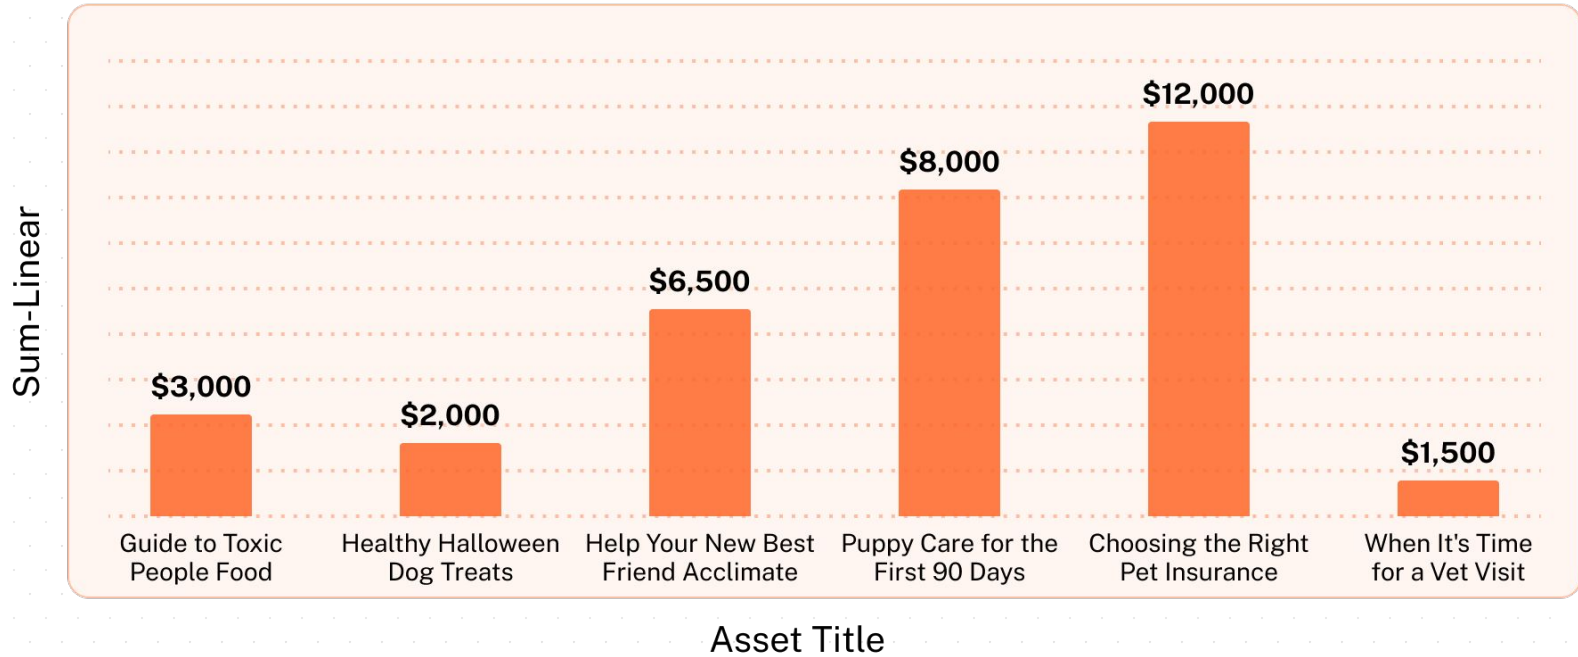 $12,000
$8,000
$6,500
$3,000
$2,000
$1,500
Sum-Linear
Guide to Toxic
People Food
Healthy Halloween
Dog Treats
Help Your New Best
Friend Acclimate
Puppy Care for the
First 90 Days
Choosing the Right
Pet Insurance
When It's Time
for a Vet Visit
Asset Title